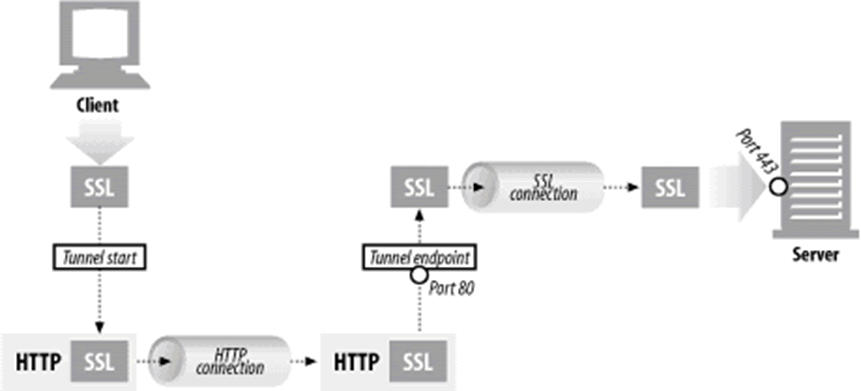 Client
SSL
Tunnel start
HTTP SSL
HTTP
connection
HTTP SSL
Port 80
Tunnel endpoint
SSL
SSL
connection
SSL
Port 443
Server